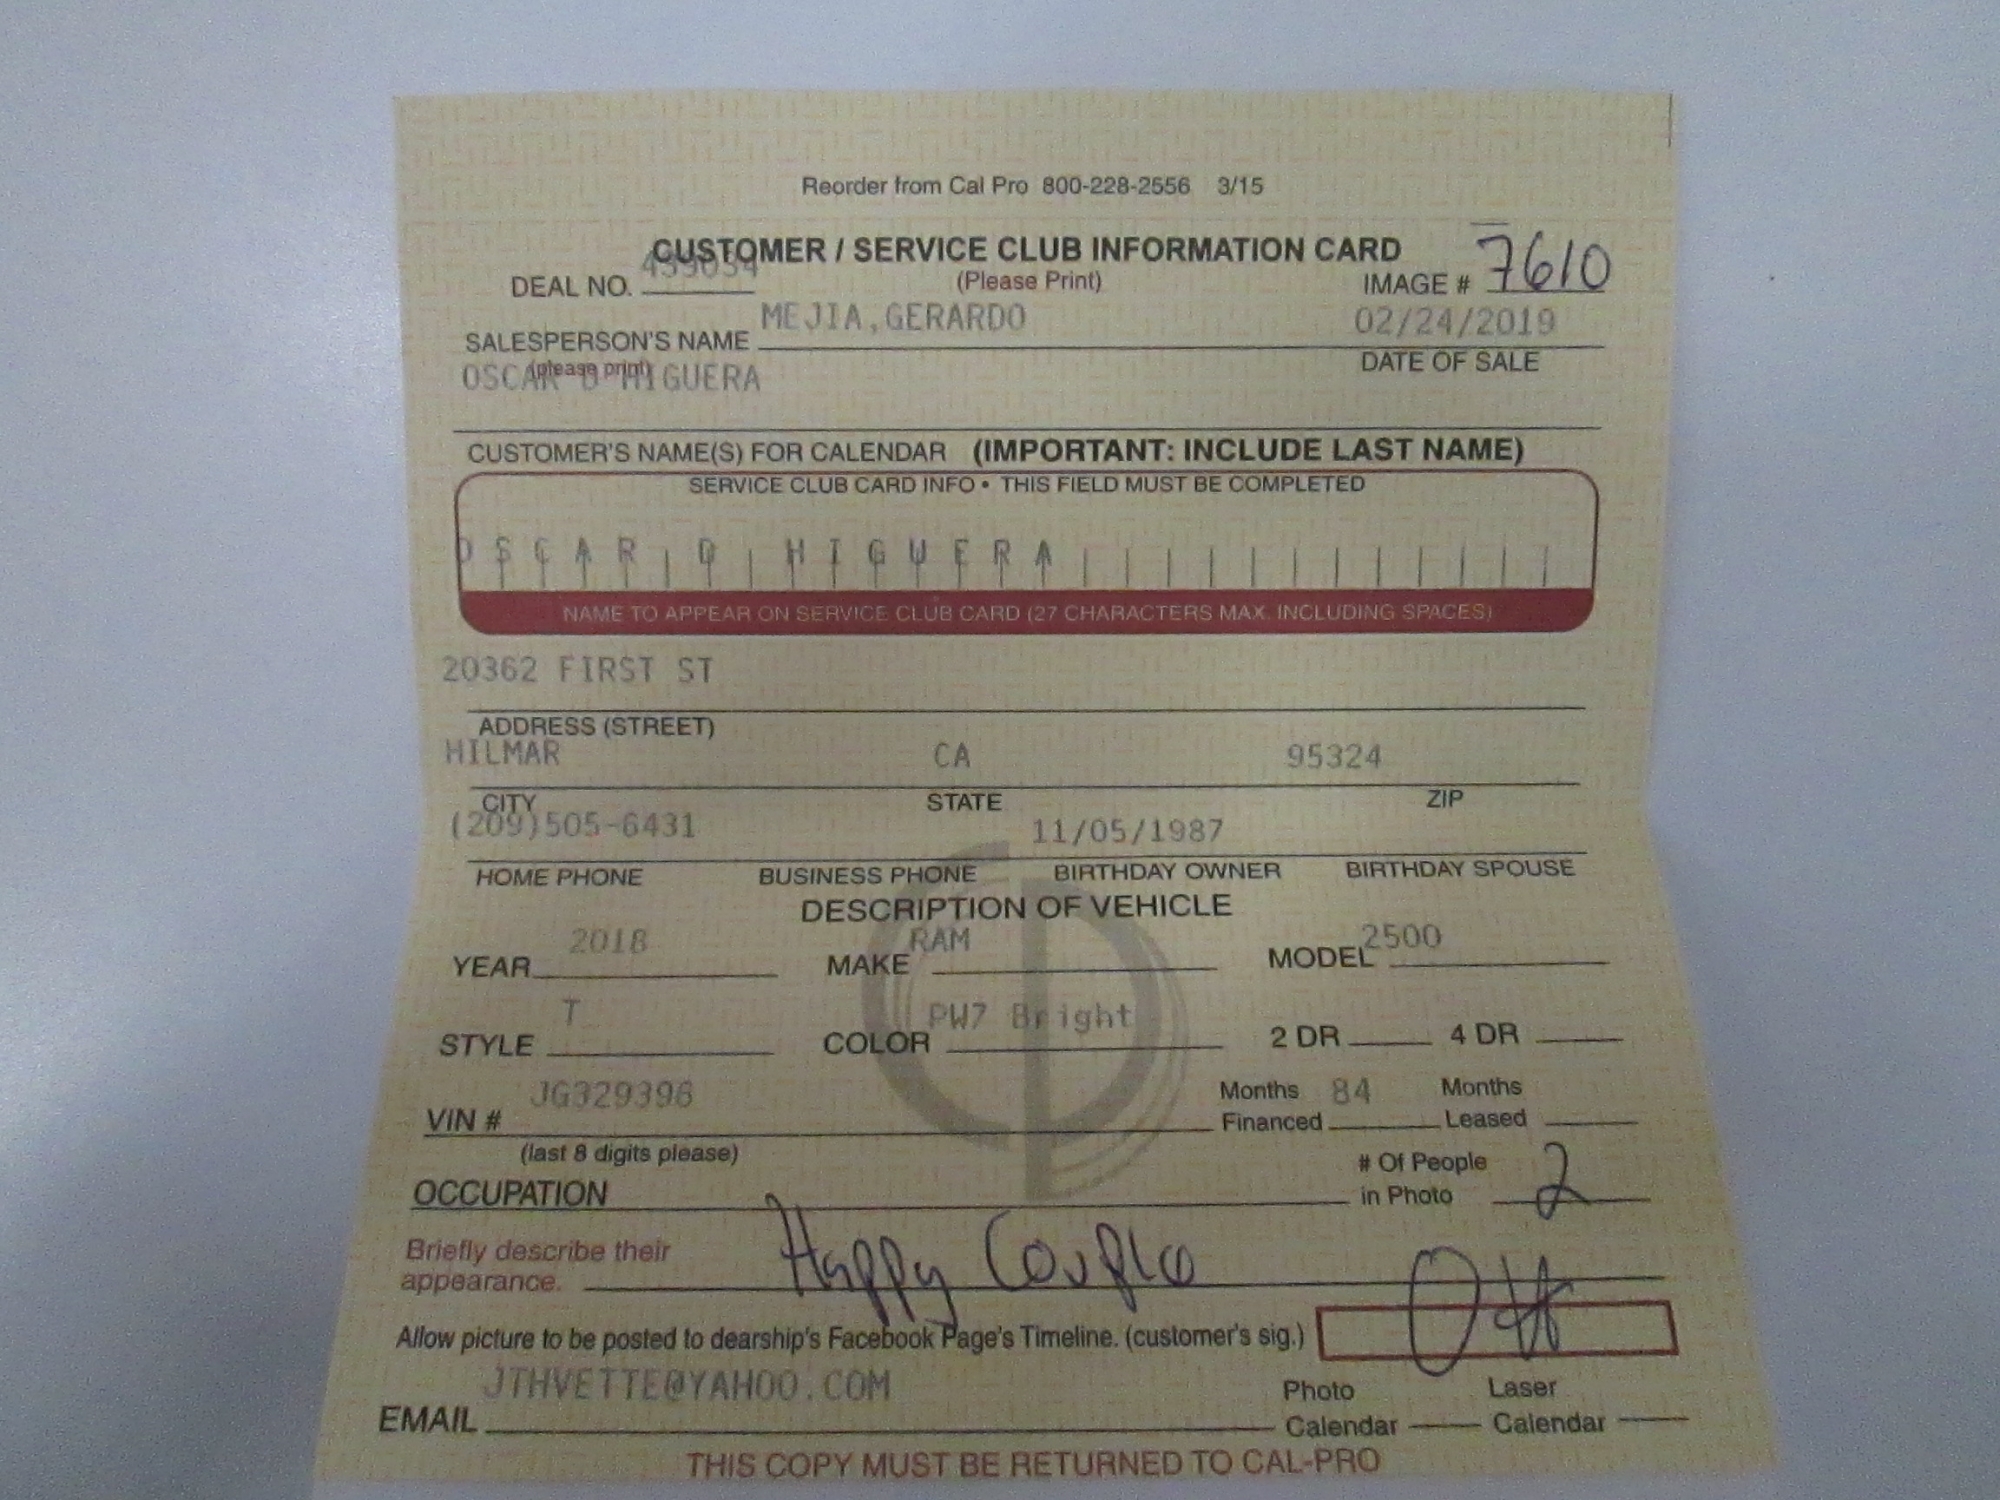 Reorder from Cal Pro 800-228-2556 3/15
CUSTOMER / SERVICE CLUB INFORMATION CARD
DEAL NO. (Please Print) IMAGE # 7610
MEJIA,GERARDO 02/24/2019
SALESPERSON'S NAME DATE OF SALE
(please print)
OSCAR D HIGUERA
CUSTOMER'S NAME(S) FOR CALENDAR (IMPORTANT: INCLUDE LAST NAME)
SERVICE CLUB CARD INFO • THIS FIELD MUST BE COMPLETED
OSCAR D HIGUERA
NAME TO APPEAR ON SERVICE CLUB CARD (27 CHARACTERS MAX. INCLUDING SPACES)
20362 FIRST ST
ADDRESS (STREET)
HILMAR CA 95324
CITY STATE ZIP
(209)505-6431 11/05/1987
HOME PHONE BUSINESS PHONE BIRTHDAY OWNER BIRTHDAY SPOUSE
DESCRIPTION OF VEHICLE
YEAR 2018 MAKE RAM MODEL 2500
STYLE T COLOR PW7 Bright 2 DR 4 DR
VIN # JG329396 Months Financed 84 Months Leased
(last 8 digits please)
OCCUPATION # Of People in Photo 2
Briefly describe their appearance. Happy Couple
Allow picture to be posted to dearship's Facebook Page's Timeline. (customer's sig.) OH
JTHVETTE@YAHOO.COM
EMAIL Photo Calendar Laser Calendar
THIS COPY MUST BE RETURNED TO CAL-PRO